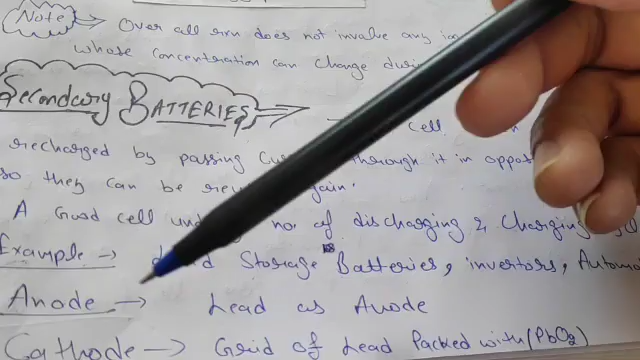 Note → Over all rxn does not involve any
whose concentration can change
Secondary BATTERIES → cell
recharged by passing through it in
so they can be again.
A Good cell no. of discharging & Charging
Example → Storage Batteries, invertors,
Anode → Lead as Anode
Cathode → Grid of Lead Packed with (PbO2)